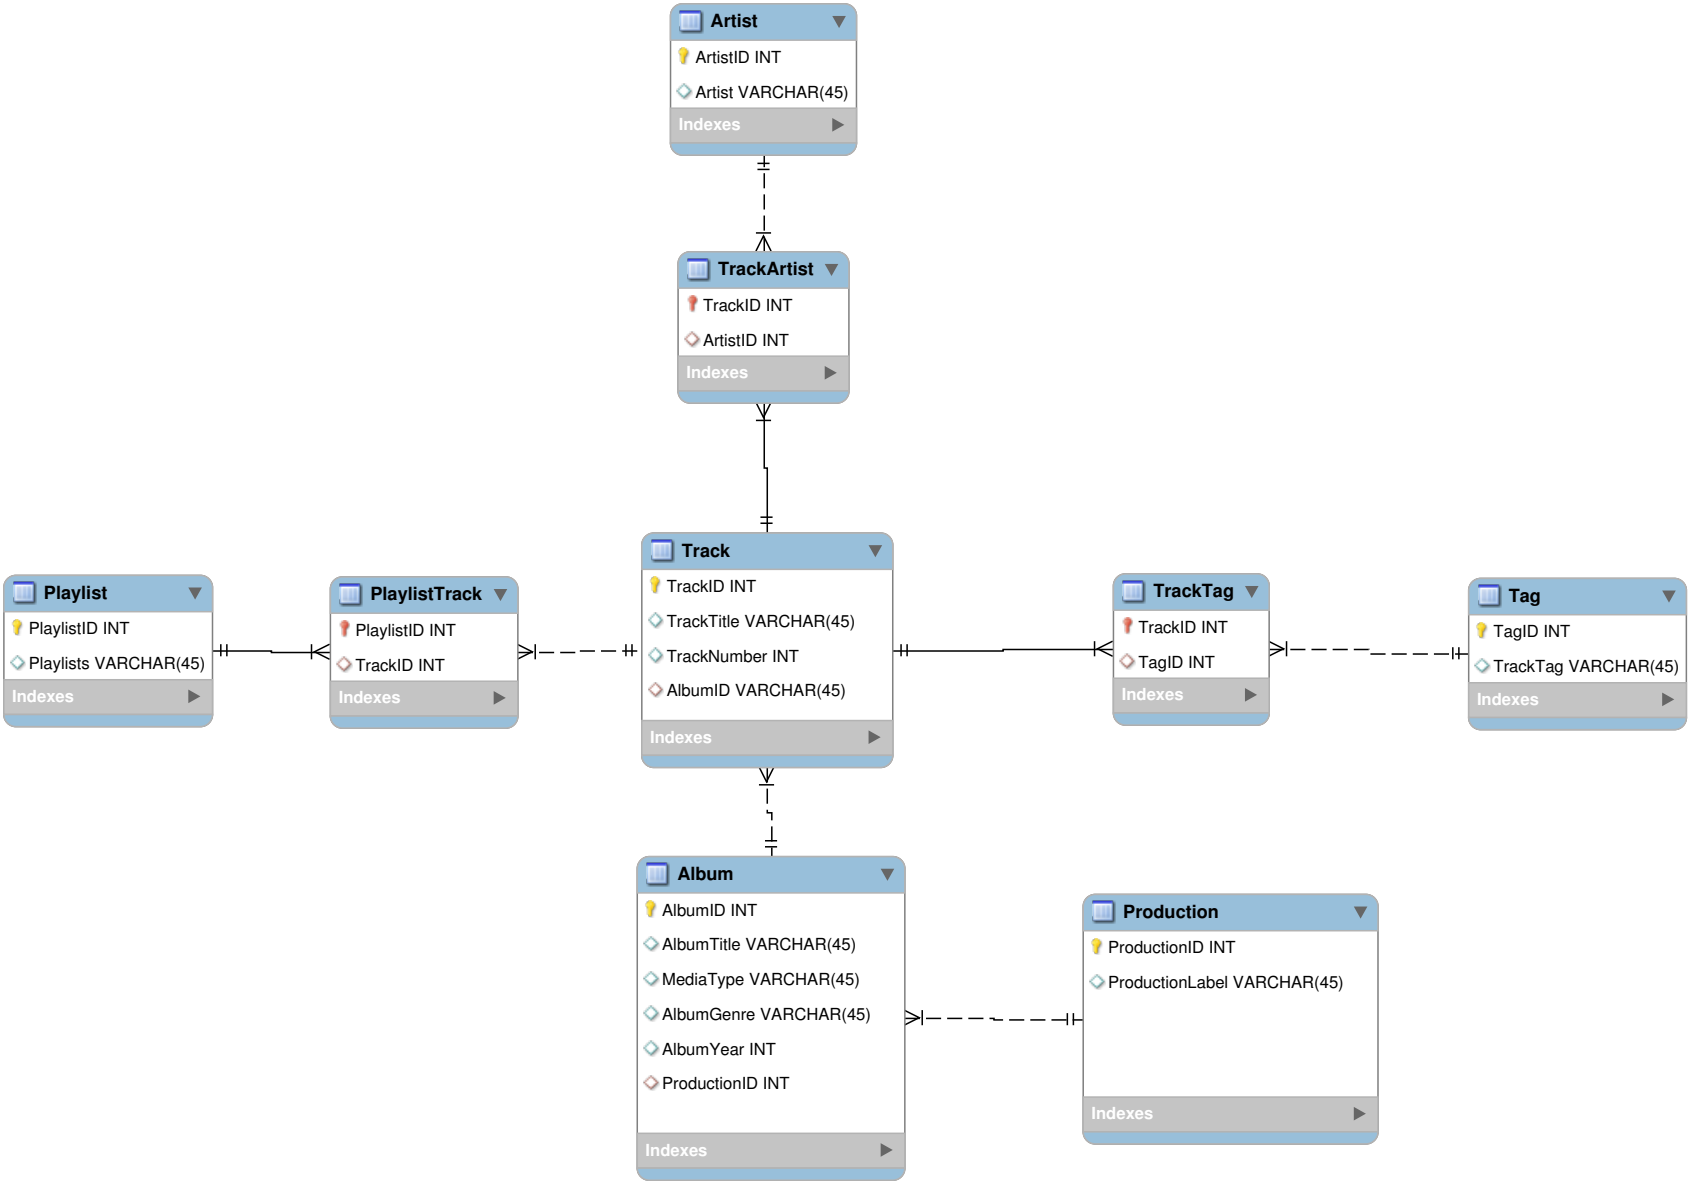 Artist
ArtistID INT
Artist VARCHAR(45)
Indexes
TrackArtist
TrackID INT
ArtistID INT
Indexes
Playlist
PlaylistID INT
Playlists VARCHAR(45)
Indexes
PlaylistTrack
PlaylistID INT
TrackID INT
Indexes
Track
TrackID INT
TrackTitle VARCHAR(45)
TrackNumber INT
AlbumID VARCHAR(45)
Indexes
TrackTag
TrackID INT
TagID INT
Indexes
Tag
TagID INT
TrackTag VARCHAR(45)
Indexes
Album
AlbumID INT
AlbumTitle VARCHAR(45)
MediaType VARCHAR(45)
AlbumGenre VARCHAR(45)
AlbumYear INT
ProductionID INT
Indexes
Production
ProductionID INT
ProductionLabel VARCHAR(45)
Indexes